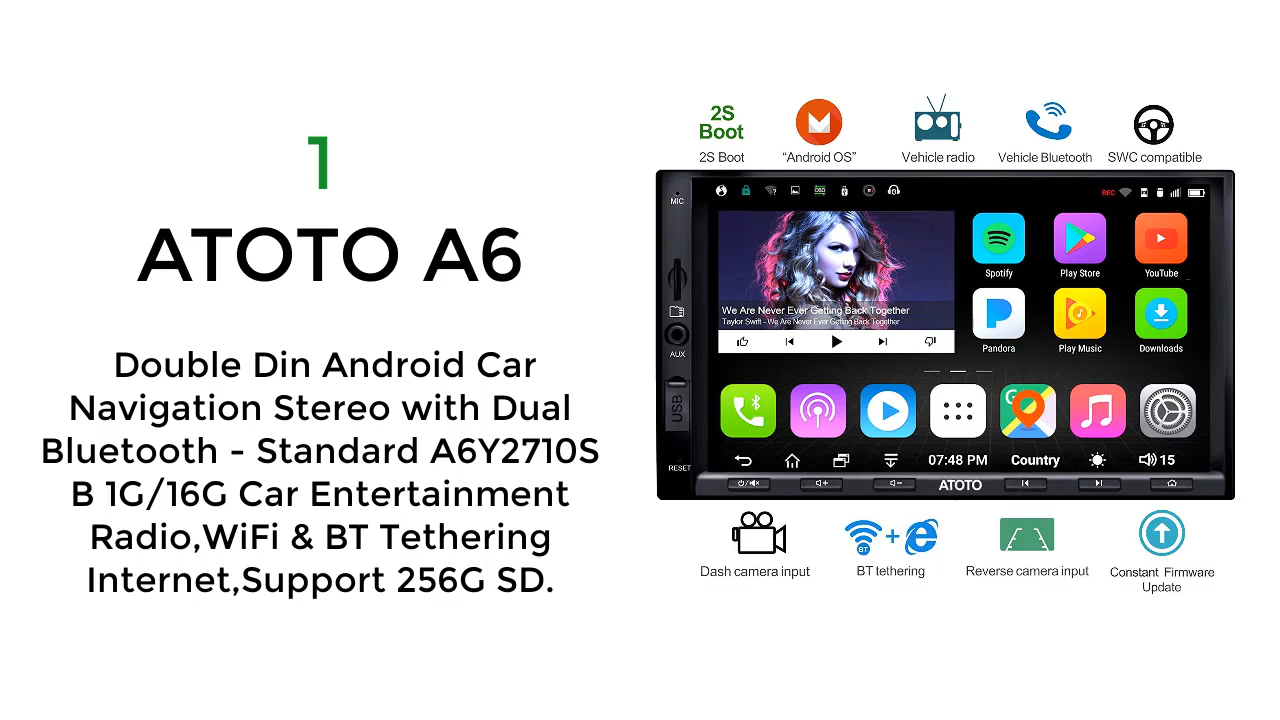 1
ATOTO A6
Double Din Android Car
Navigation Stereo with Dual
Bluetooth - Standard A6Y2710S
B 1G/16G Car Entertainment
Radio,WiFi & BT Tethering
Internet,Support 256G SD.
2S
Boot
2S Boot
"Android OS"
Vehicle radio
Vehicle Bluetooth
SWC compatible
MIC
OBD
REC
We Are Never Ever Getting Back Together
Taylor Swift - We Are Never Ever Getting Back Together
Spotify
Play Store
YouTube
AUX
Pandora
Play Music
Downloads
USB
G
RESET
07:48 PM
Country
15
ATOTO
Dash camera input
BT
BT tethering
Reverse camera input
Constant Firmware
Update